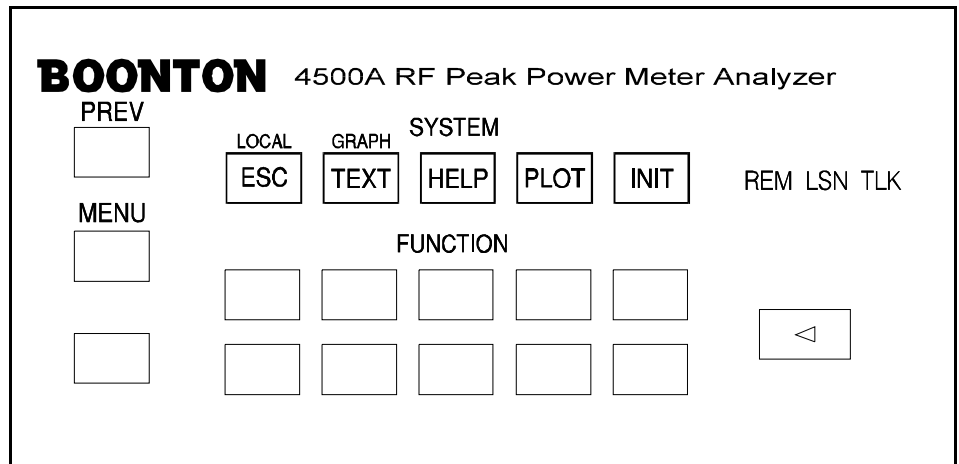 BOONTON 4500A RF Peak Power Meter Analyzer
PREV
SYSTEM
LOCAL GRAPH
ESC TEXT HELP PLOT INIT
REM LSN TLK
MENU
FUNCTION